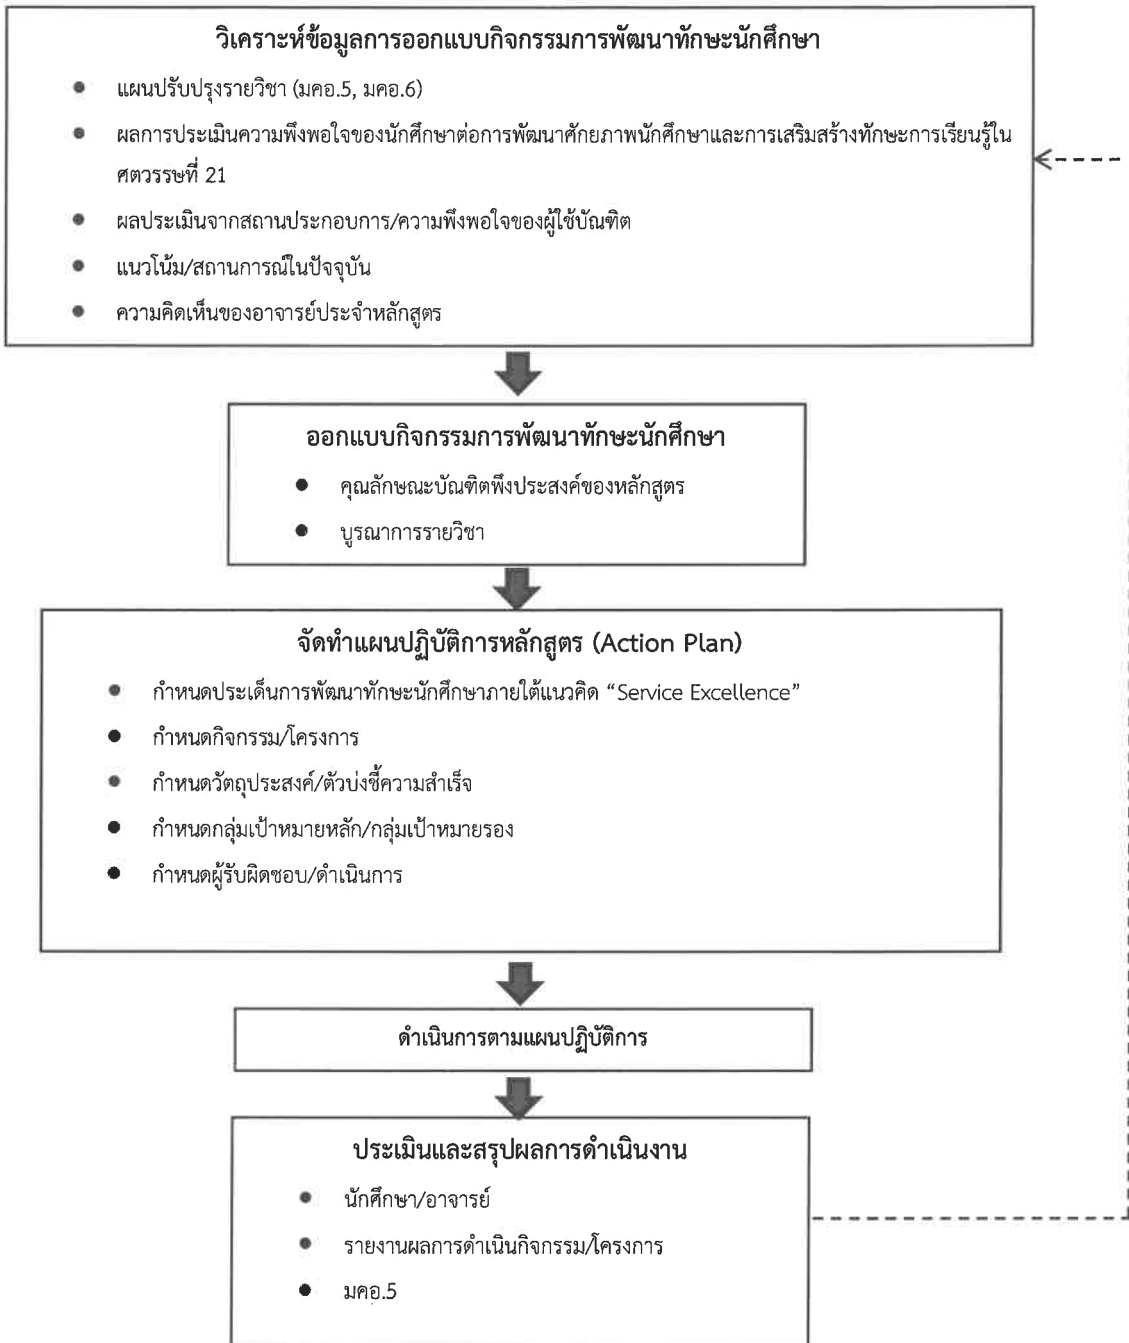 วิเคราะห์ข้อมูลการออกแบบกิจกรรมการพัฒนาทักษะนักศึกษา
● แผนปรับปรุงรายวิชา (มคอ.5, มคอ.6)
● ผลการประเมินความพึงพอใจของนักศึกษาต่อการพัฒนาศักยภาพนักศึกษาและการเสริมสร้างทักษะการเรียนรู้ใน
ศตวรรษที่ 21
● ผลประเมินจากสถานประกอบการ/ความพึงพอใจของผู้ใช้บัณฑิต
● แนวโน้ม/สถานการณ์ในปัจจุบัน
● ความคิดเห็นของอาจารย์ประจำหลักสูตร
ออกแบบกิจกรรมการพัฒนาทักษะนักศึกษา
● คุณลักษณะบัณฑิตพึงประสงค์ของหลักสูตร
● บูรณาการรายวิชา
จัดทำแผนปฏิบัติการหลักสูตร (Action Plan)
● กำหนดประเด็นการพัฒนาทักษะนักศึกษาภายใต้แนวคิด “Service Excellence”
● กำหนดกิจกรรม/โครงการ
● กำหนดวัตถุประสงค์/ตัวบ่งชี้ความสำเร็จ
● กำหนดกลุ่มเป้าหมายหลัก/กลุ่มเป้าหมายรอง
● กำหนดผู้รับผิดชอบ/ดำเนินการ
ดำเนินการตามแผนปฏิบัติการ
ประเมินและสรุปผลการดำเนินงาน
● นักศึกษา/อาจารย์
● รายงานผลการดำเนินกิจกรรม/โครงการ
● มคอ.5